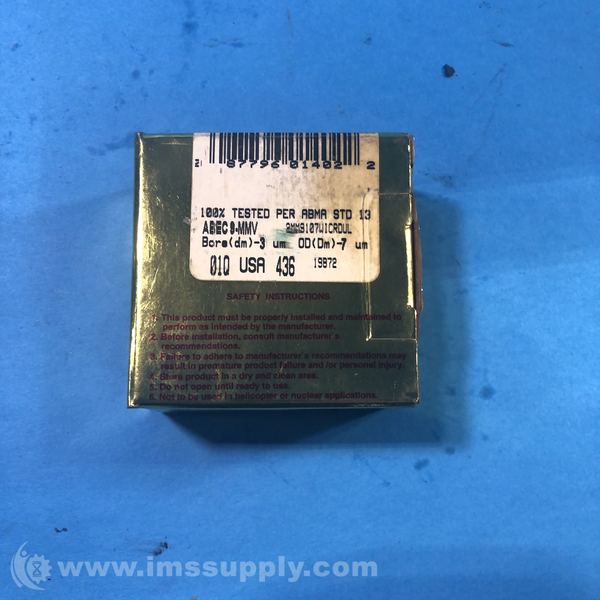 2 87796 01402 2
100% TESTED PER ABMA STD 13
ABEC9-MMV 2MM9107WICRDUL
Bore(dm)-3 um OD(Dm)-7 um
01Q USA 436 19872
SAFETY INSTRUCTIONS
1. This product must be properly installed and maintained to
perform as intended by the manufacturer.
2. Before installation, consult manufacturer's
recommendations.
3. Failure to adhere to manufacturer's recommendations may
result in premature product failure and/or personal injury.
4. Store product in a dry and clean area.
5. Do not open until ready to use.
6. Not to be used in helicopter or nuclear applications.
www.imssupply.com